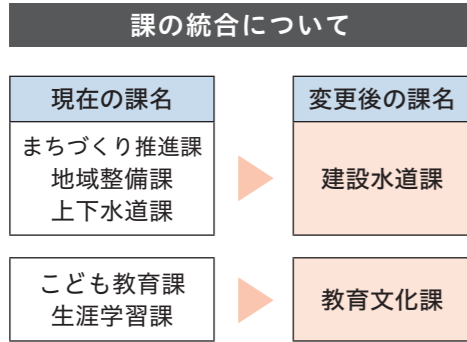 課の統合について
現在の課名
変更後の課名
まちづくり推進課
地域整備課
上下水道課
建設水道課
こども教育課
生涯学習課
教育文化課